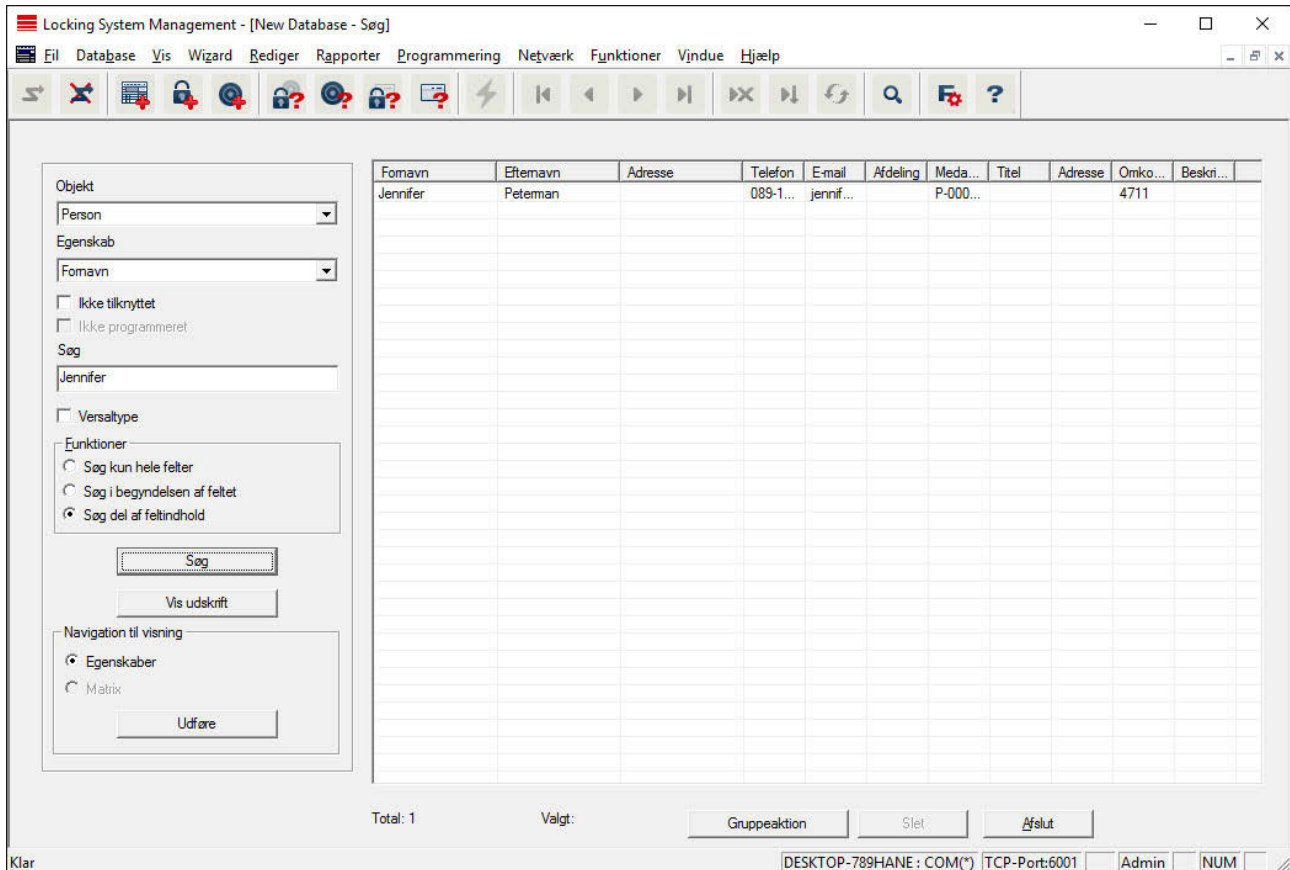 Locking System Management - [New Database - Søg]
Fil Database Vis Wizard Rediger Rapporter Programmering Netværk Funktioner Vindue Hjælp
Objekt
Person
Egenskab
Fornavn
Ikke tilknyttet
Ikke programmeret
Søg
Jennifer
Versaltype
Funktioner
Søg kun hele felter
Søg i begyndelsen af feltet
Søg del af feltindhold
Søg
Vis udskrift
Navigation til visning
Egenskaber
Matrix
Udføre
Fornavn Efternavn Adresse Telefon E-mail Afdeling Meda... Titel Adresse Omko... Beskri...
Jennifer Peterman 089-1... jennif... P-000... 4711
Total: 1 Valgt: Gruppeaktion Slet Afslut
Klar DESKTOP-789HANE : COM(*) TCP-Port:6001 Admin NUM